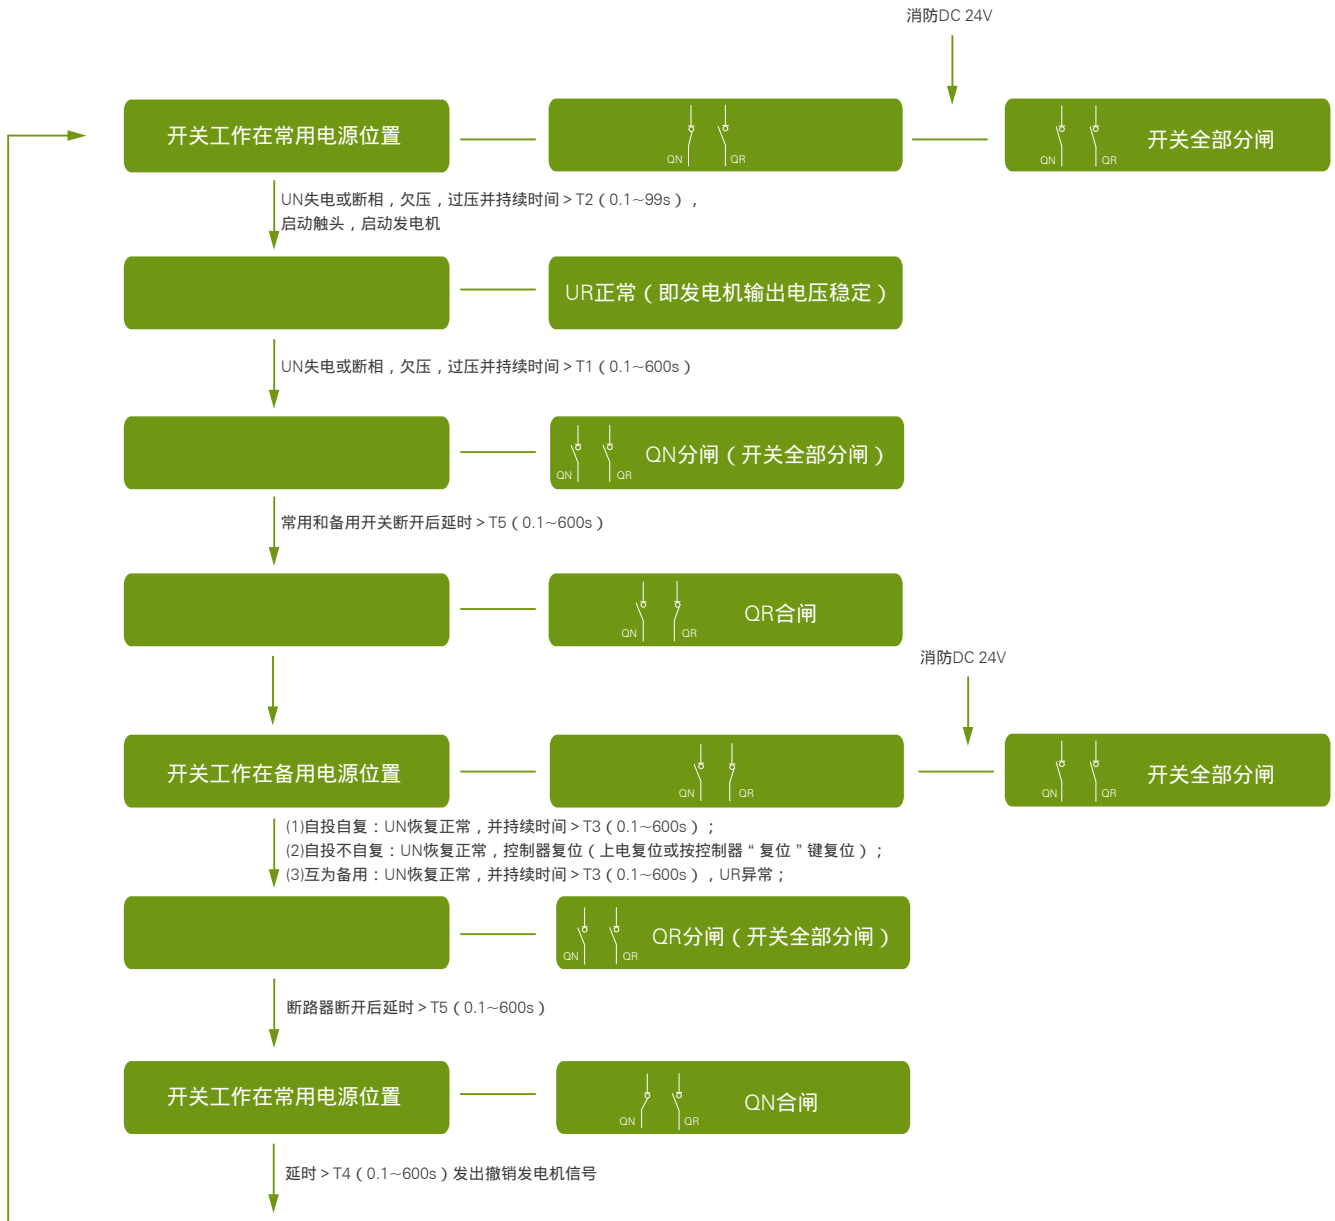 消防DC 24V
开关工作在常用电源位置
QN QR
QN QR 开关全部分闸
UN失电或断相，欠压，过压并持续时间＞T2（0.1~99s），
启动触头，启动发电机
UR正常（即发电机输出电压稳定）
UN失电或断相，欠压，过压并持续时间＞T1（0.1~600s）
QN QR QN分闸（开关全部分闸）
常用和备用开关断开后延时＞T5（0.1~600s）
QN QR QR合闸
消防DC 24V
开关工作在备用电源位置
QN QR
QN QR 开关全部分闸
(1)自投自复：UN恢复正常，并持续时间＞T3（0.1~600s）；
(2)自投不自复：UN恢复正常，控制器复位（上电复位或按控制器“复位”键复位）；
(3)互为备用：UN恢复正常，并持续时间＞T3（0.1~600s），UR异常；
QN QR QR分闸（开关全部分闸）
断路器断开后延时＞T5（0.1~600s）
开关工作在常用电源位置
QN QR QN合闸
延时＞T4（0.1~600s）发出撤销发电机信号